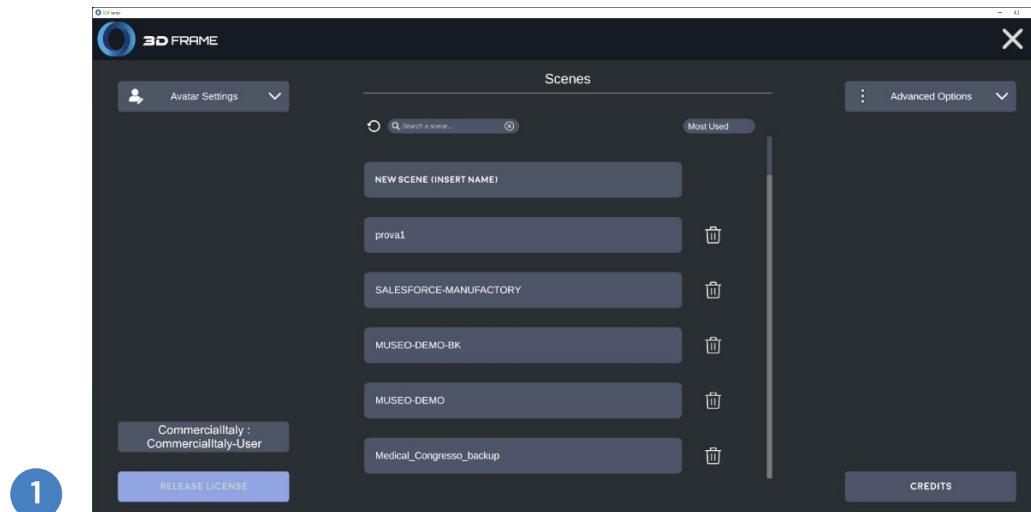 3DFrame
3D FRAME
Scenes
Avatar Settings
Advanced Options
Search a scene...
Most Used
NEW SCENE (INSERT NAME)
prova1
SALESFORCE-MANUFACTORY
MUSEO-DEMO-BK
MUSEO-DEMO
CommercialItaly :
CommercialItaly-User
Medical_Congresso_backup
1
RELEASE LICENSE
CREDITS